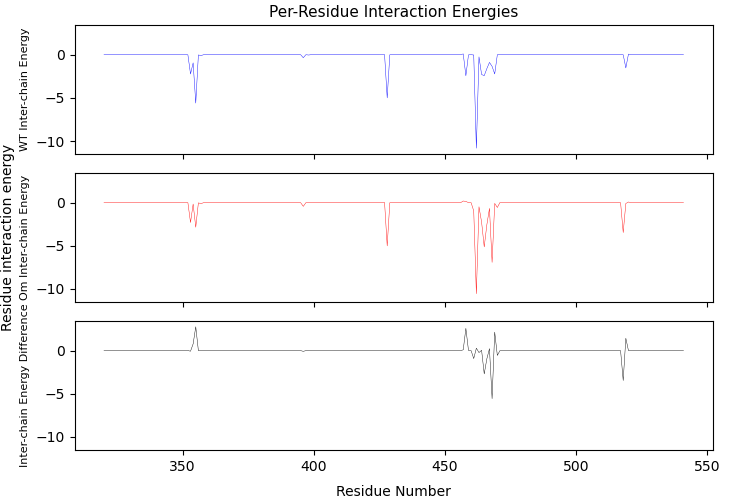 Per-Residue Interaction Energies
WT Inter-chain Energy
0
−5
−10
Residue interaction energy
Om Inter-chain Energy
0
−5
−10
Inter-chain Energy Difference
0
−5
−10
350
400
450
500
550
Residue Number